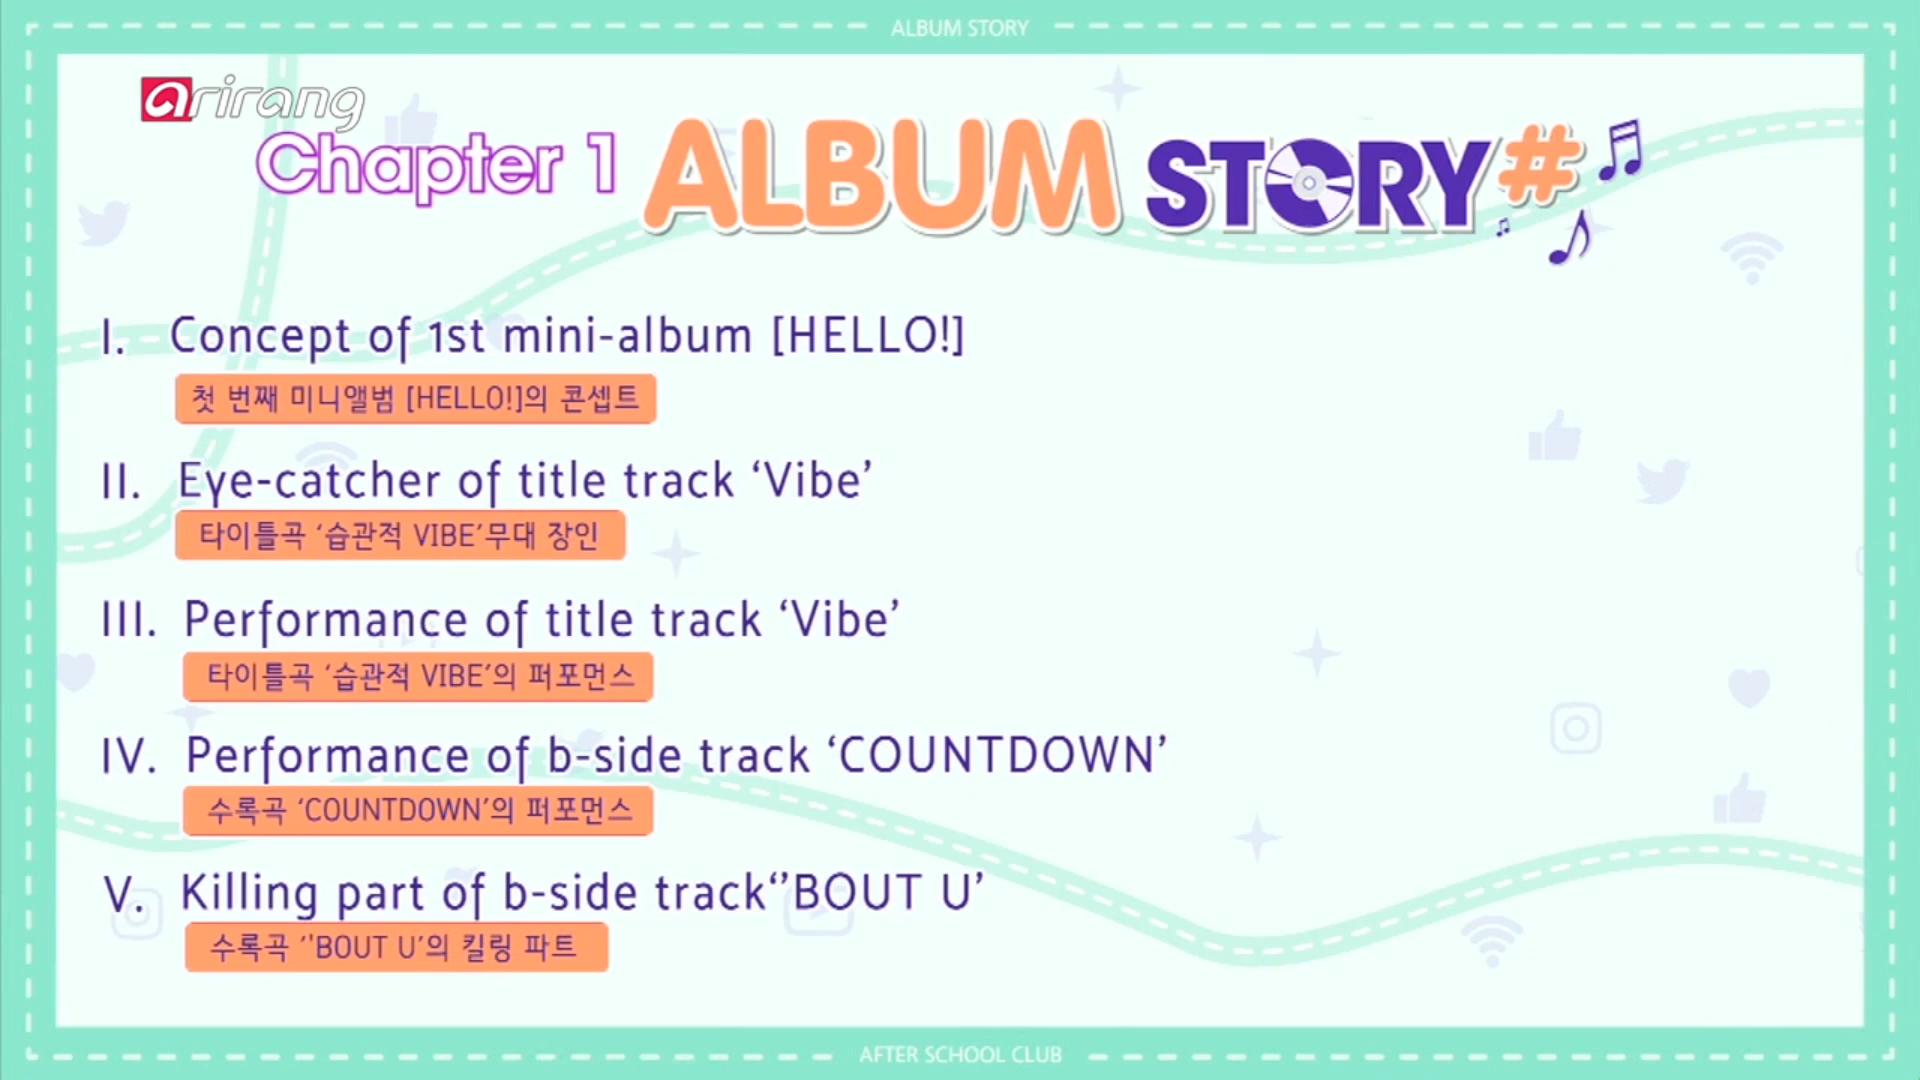 ALBUM STORY
arirang
Chapter 1 ALBUM STORY#
I. Concept of 1st mini-album [HELLO!]
첫 번째 미니앨범 [HELLO!]의 콘셉트
II. Eye-catcher of title track ‘Vibe’
타이틀곡 ‘습관적 VIBE’무대 장인
III. Performance of title track ‘Vibe’
타이틀곡 ‘습관적 VIBE’의 퍼포먼스
IV. Performance of b-side track ‘COUNTDOWN’
수록곡 ‘COUNTDOWN’의 퍼포먼스
V. Killing part of b-side track‘’BOUT U’
수록곡 ‘'BOUT U’의 킬링 파트
AFTER SCHOOL CLUB